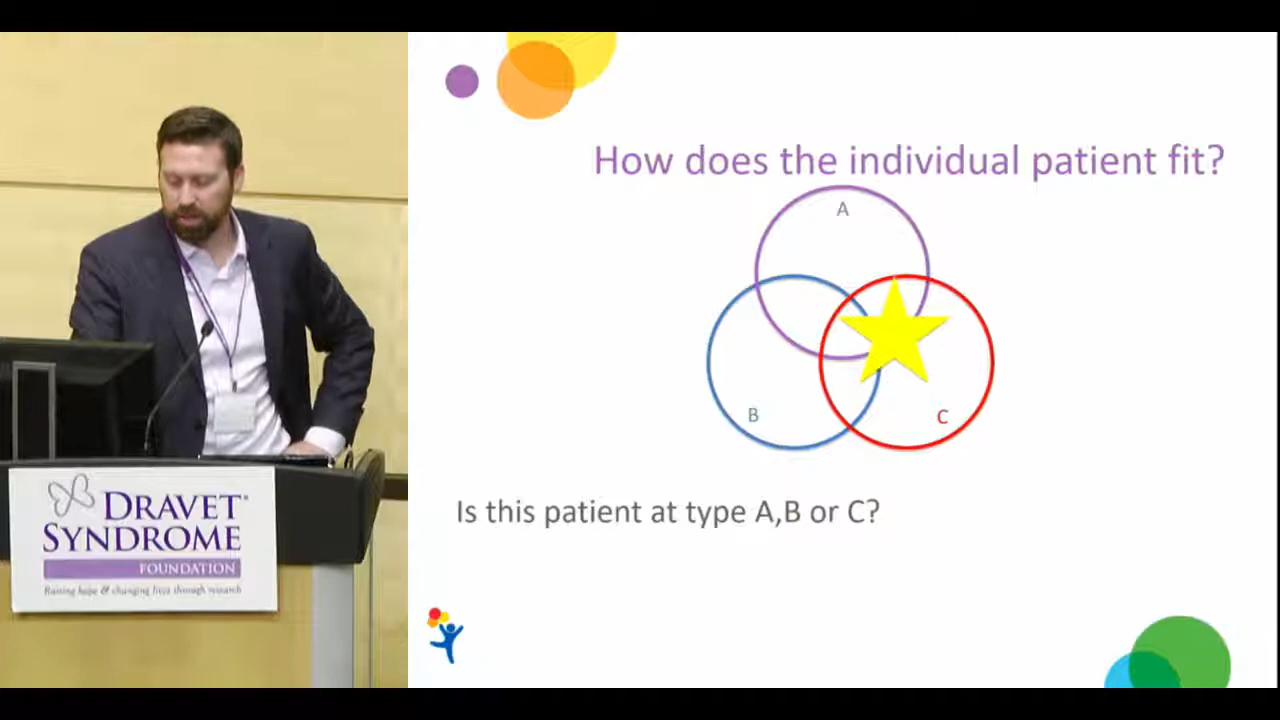 How does the individual patient fit?
A
B
C
Is this patient at type A,B or C?
DRAVET
SYNDROME
FOUNDATION
Raising hope & changing lives through research